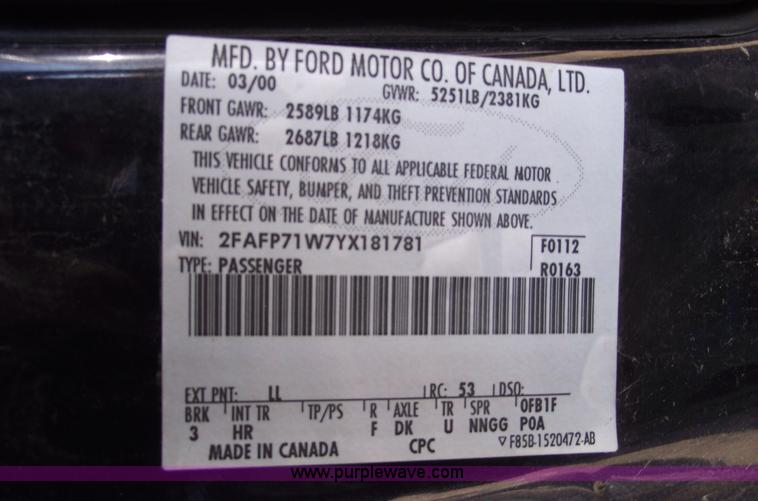 MFD. BY FORD MOTOR CO. OF CANADA, LTD.
DATE: 03/00 GVWR: 5251LB/2381KG
FRONT GAWR: 2589LB 1174KG
REAR GAWR: 2687LB 1218KG
THIS VEHICLE CONFORMS TO ALL APPLICABLE FEDERAL MOTOR
VEHICLE SAFETY, BUMPER, AND THEFT PREVENTION STANDARDS
IN EFFECT ON THE DATE OF MANUFACTURE SHOWN ABOVE.
VIN: 2FAFP71W7YX181781 F0112
TYPE: PASSENGER R0163
EXT PNT: LL RC: 53 DSO:
BRK INT TR TP/PS R AXLE TR SPR 0FB1F
3 HR F DK U NNGG POA
MADE IN CANADA CPC ▽F85B-1520472-AB
www.purplewave.com